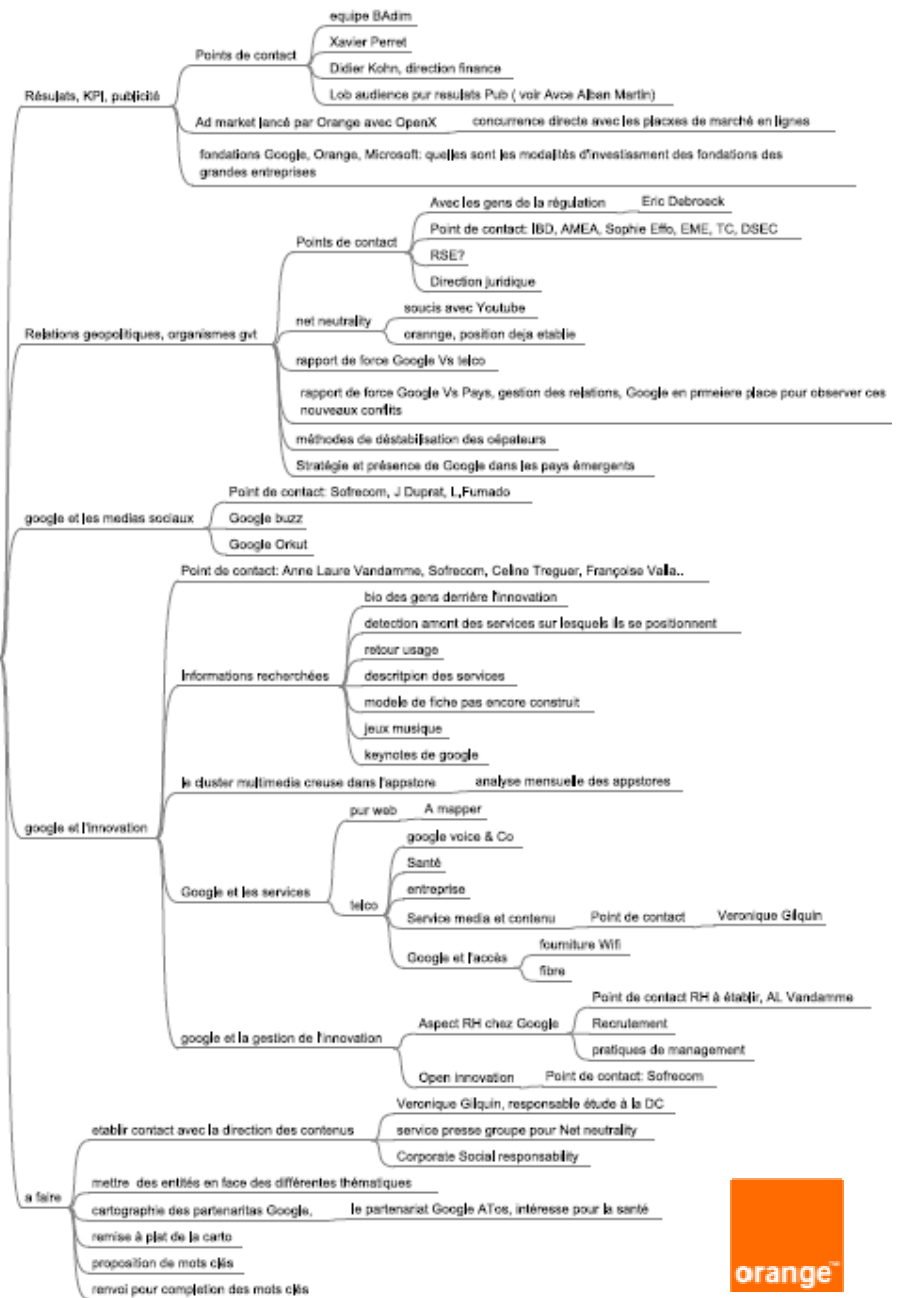 equipe BAdim
Xavier Perret
Points de contact
Didier Kohn, direction finance
Lob audience pur resulats Pub ( voir Avce Alban Martin)
Résulats, KPI, publicité
Ad market lancé par Orange avec OpenX
concurrence directe avec les placxes de marché en lignes
fondations Google, Orange, Microsoft: quelles sont les modalités d'investissment des fondations des
grandes entreprises
Avec les gens de la régulation
Eric Debroeck
Points de contact
Point de contact: IBD, AMEA, Sophie Effo, EME, TC, DSEC
RSE?
Direction juridique
net neutrality
soucis avec Youtube
orannge, position deja etablie
Relations geopolitiques, organismes gvt
rapport de force Google Vs telco
rapport de force Google Vs Pays, gestion des relations, Google en prmeiere place pour observer ces
nouveaux conflits
méthodes de déstabilisation des oépateurs
Stratégie et présence de Google dans les pays émergents
google et les medias sociaux
Point de contact: Sofrecom, J Duprat, L,Fumado
Google buzz
Google Orkut
Point de contact: Anne Laure Vandamme, Sofrecom, Celine Treguer, Françoise Valla..
bio des gens derrière l'innovation
detection amont des services sur lesquels ils se positionnent
retour usage
Informations recherchées
descritpion des services
modele de fiche pas encore construit
jeux musique
keynotes de google
le cluster multimedia creuse dans l'appstore
analyse mensuelle des appstores
google et l'innovation
pur web
A mapper
Google et les services
telco
google voice & Co
Santé
entreprise
Service media et contenu
Point de contact
Veronique Gilquin
Google et l'accès
fourniture Wifi
fibre
google et la gestion de l'innovation
Aspect RH chez Google
Point de contact RH à établir, AL Vandamme
Recrutement
pratiques de management
Open innovation
Point de contact: Sofrecom
a faire
etablir contact avec la direction des contenus
Veronique Gilquin, responsable étude à la DC
service presse groupe pour Net neutrality
Corporate Social responsability
mettre des entités en face des différentes thématiques
cartographie des partenaritas Google,
le partenariat Google ATos, intéresse pour la santé
remise à plat de la carto
proposition de mots clés
renvoi pour completion des mots clés
orange™